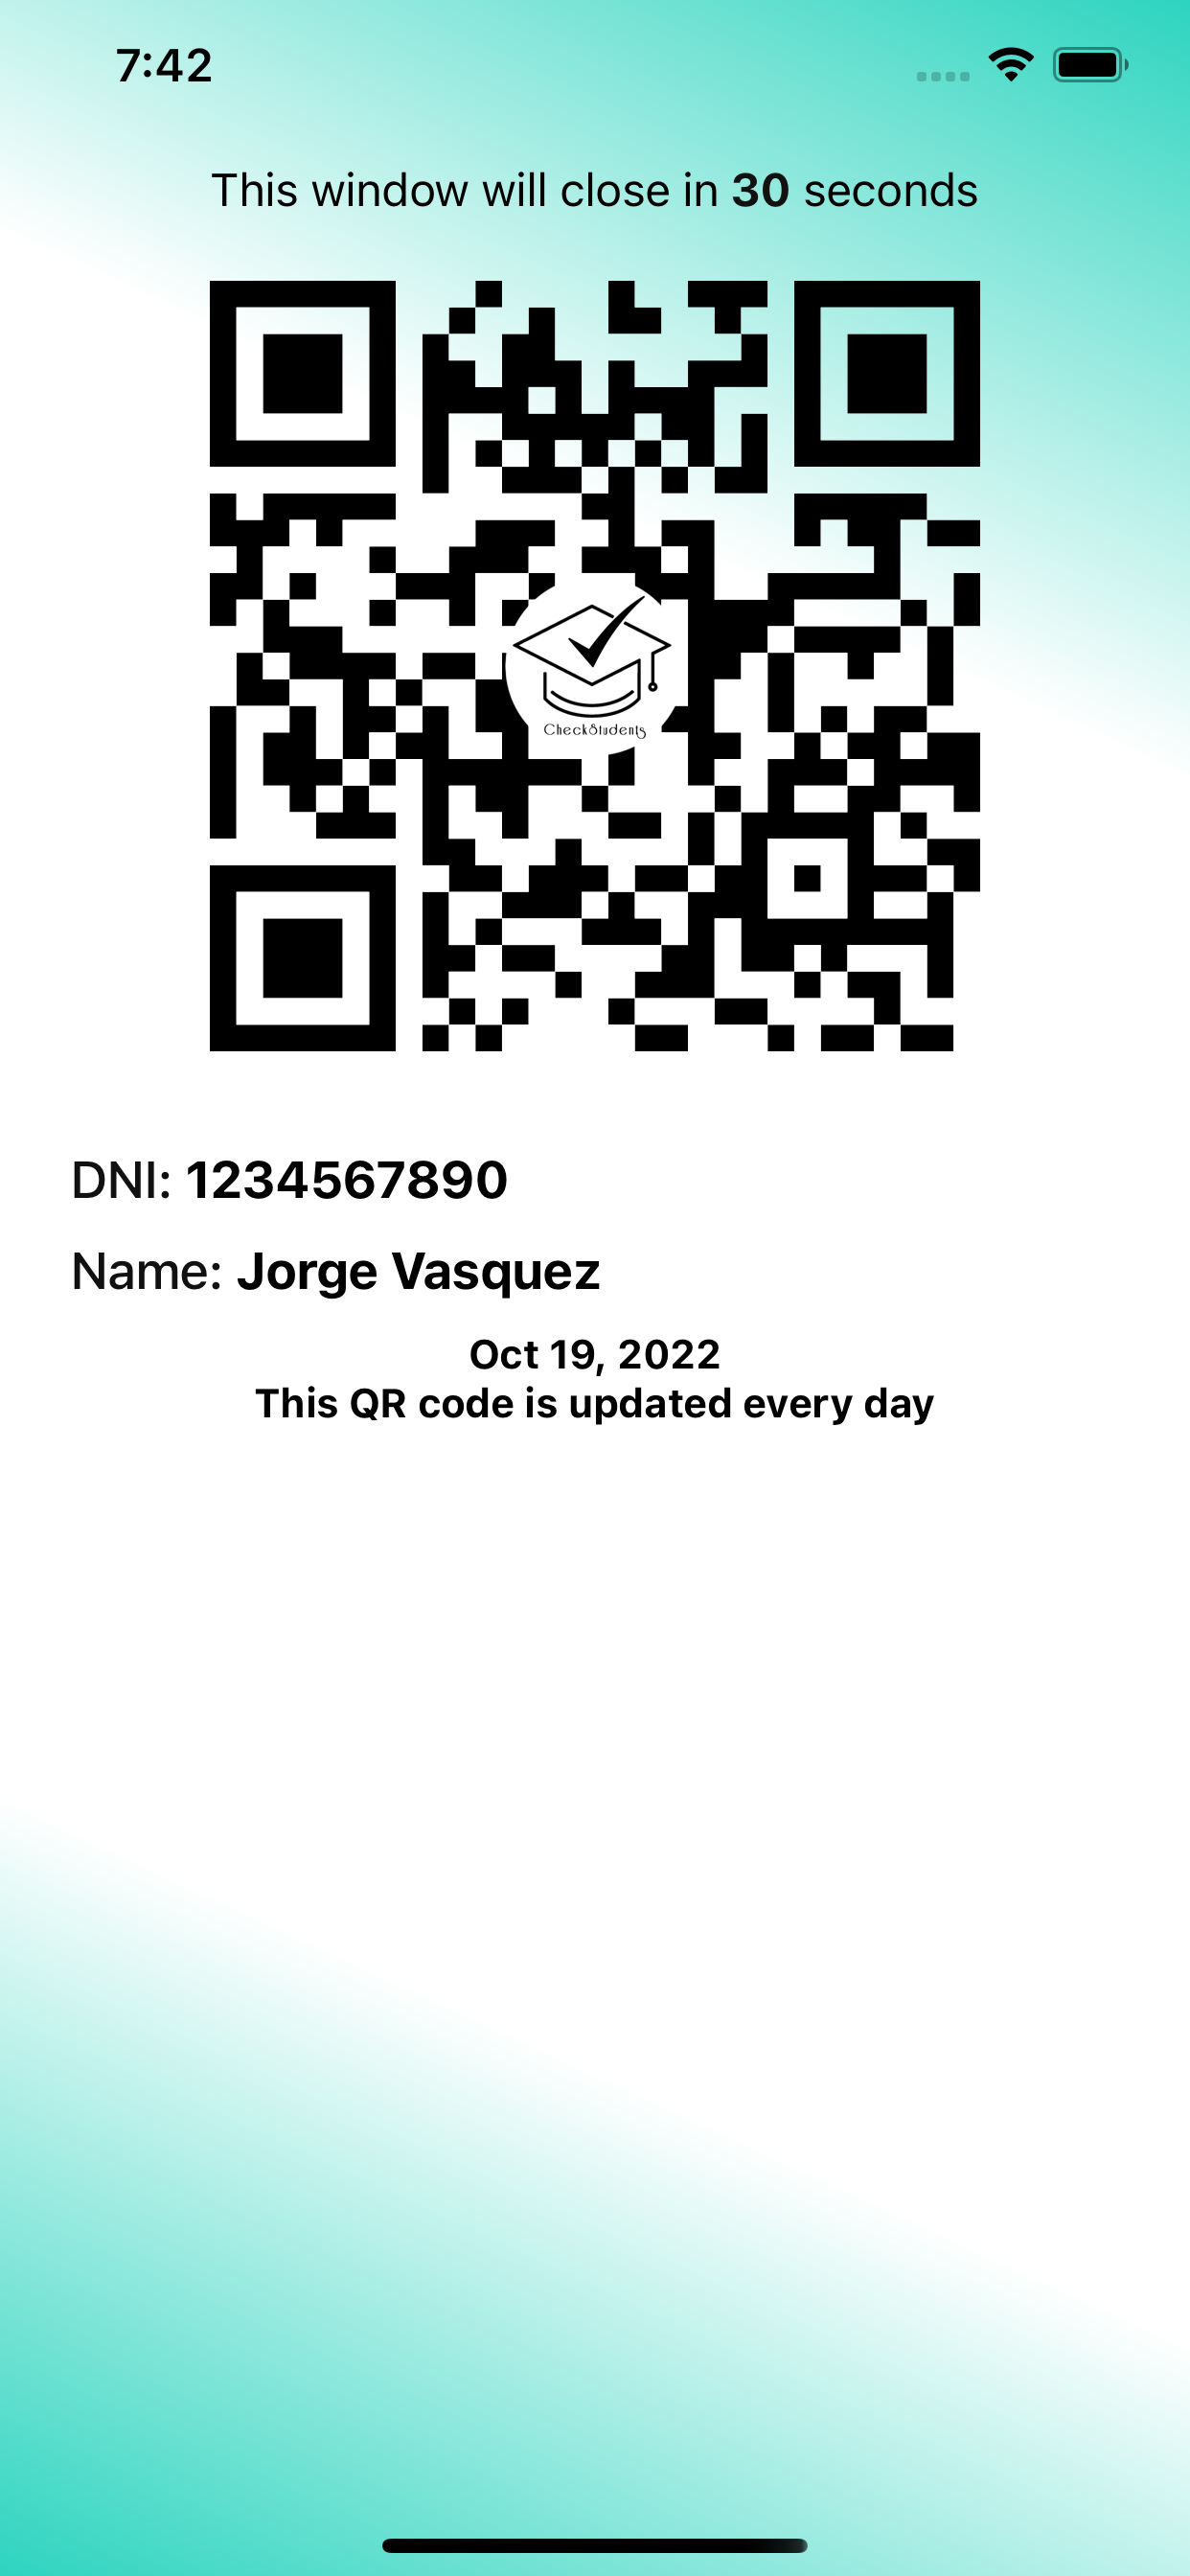 7:42
This window will close in 30 seconds
CheckStudents
DNI: 1234567890
Name: Jorge Vasquez
Oct 19, 2022
This QR code is updated every day